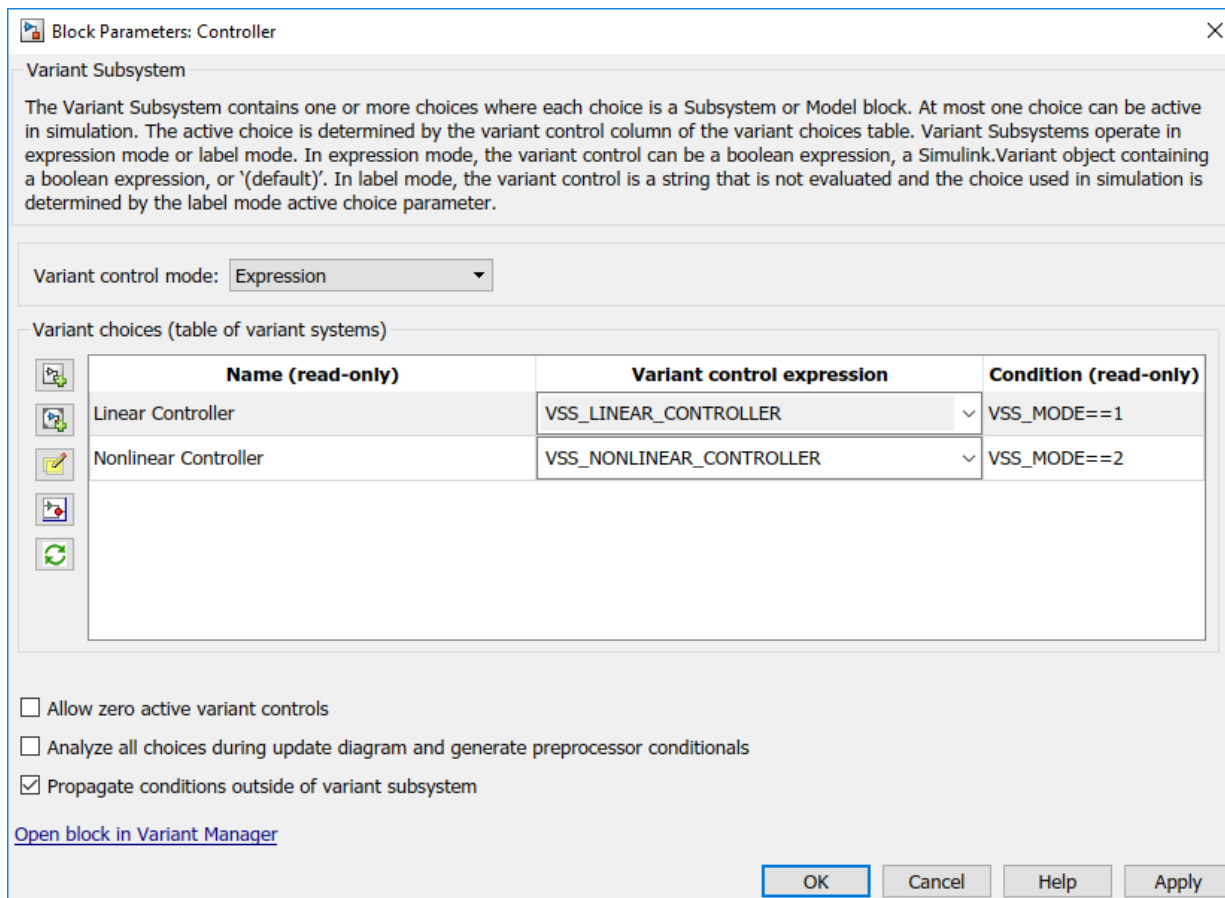 Block Parameters: Controller
Variant Subsystem
The Variant Subsystem contains one or more choices where each choice is a Subsystem or Model block. At most one choice can be active
in simulation. The active choice is determined by the variant control column of the variant choices table. Variant Subsystems operate in
expression mode or label mode. In expression mode, the variant control can be a boolean expression, a Simulink.Variant object containing
a boolean expression, or ‘(default)’. In label mode, the variant control is a string that is not evaluated and the choice used in simulation is
determined by the label mode active choice parameter.
Variant control mode: Expression
Variant choices (table of variant systems)
Name (read-only) Variant control expression Condition (read-only)
Linear Controller VSS_LINEAR_CONTROLLER VSS_MODE==1
Nonlinear Controller VSS_NONLINEAR_CONTROLLER VSS_MODE==2
Allow zero active variant controls
Analyze all choices during update diagram and generate preprocessor conditionals
Propagate conditions outside of variant subsystem
Open block in Variant Manager
OK Cancel Help Apply